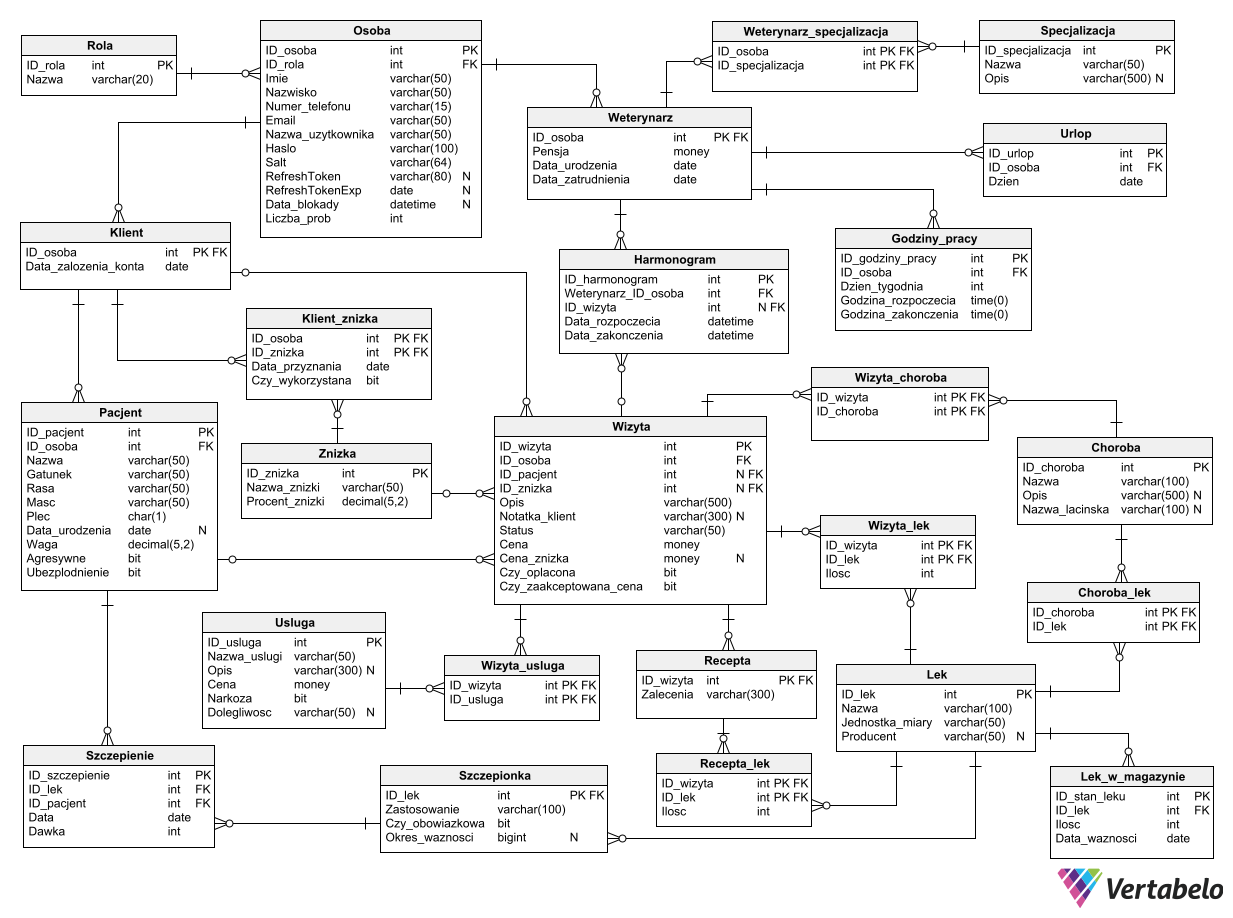 Rola
ID_rola int PK
Nazwa varchar(20)
Osoba
ID_osoba int PK
ID_rola int FK
Imie varchar(50)
Nazwisko varchar(50)
Numer_telefonu varchar(15)
Email varchar(50)
Nazwa_uzytkownika varchar(50)
Haslo varchar(100)
Salt varchar(64)
RefreshToken varchar(80) N
RefreshTokenExp date N
Data_blokady datetime N
Liczba_prob int
Weterynarz_specjalizacja
ID_osoba int PK FK
ID_specjalizacja int PK FK
Specjalizacja
ID_specjalizacja int PK
Nazwa varchar(50)
Opis varchar(500) N
Weterynarz
ID_osoba int PK FK
Pensja money
Data_urodzenia date
Data_zatrudnienia date
Urlop
ID_urlop int PK
ID_osoba int FK
Dzien date
Klient
ID_osoba int PK FK
Data_zalozenia_konta date
Godziny_pracy
ID_godziny_pracy int PK
ID_osoba int FK
Dzien_tygodnia int
Godzina_rozpoczecia time(0)
Godzina_zakonczenia time(0)
Harmonogram
ID_harmonogram int PK
Weterynarz_ID_osoba int FK
ID_wizyta int N FK
Data_rozpoczecia datetime
Data_zakonczenia datetime
Klient_znizka
ID_osoba int PK FK
ID_znizka int PK FK
Data_przyznania date
Czy_wykorzystana bit
Wizyta_choroba
ID_wizyta int PK FK
ID_choroba int PK FK
Pacjent
ID_pacjent int PK
ID_osoba int FK
Nazwa varchar(50)
Gatunek varchar(50)
Rasa varchar(50)
Masc varchar(50)
Plec char(1)
Data_urodzenia date N
Waga decimal(5,2)
Agresywne bit
Ubezplodnienie bit
Znizka
ID_znizka int PK
Nazwa_znizki varchar(50)
Procent_znizki decimal(5,2)
Wizyta
ID_wizyta int PK
ID_osoba int FK
ID_pacjent int N FK
ID_znizka int N FK
Opis varchar(500)
Notatka_klient varchar(300) N
Status varchar(50)
Cena money
Cena_znizka money N
Czy_oplacona bit
Czy_zaakceptowana_cena bit
Choroba
ID_choroba int PK
Nazwa varchar(100)
Opis varchar(500) N
Nazwa_lacinska varchar(100) N
Wizyta_lek
ID_wizyta int PK FK
ID_lek int PK FK
Ilosc int
Choroba_lek
ID_choroba int PK FK
ID_lek int PK FK
Usluga
ID_usluga int PK
Nazwa_uslugi varchar(50)
Opis varchar(300) N
Cena money
Narkoza bit
Dolegliwosc varchar(50) N
Wizyta_usluga
ID_wizyta int PK FK
ID_usluga int PK FK
Recepta
ID_wizyta int PK FK
Zalecenia varchar(300)
Lek
ID_lek int PK
Nazwa varchar(100)
Jednostka_miary varchar(50)
Producent varchar(50) N
Szczepienie
ID_szczepienie int PK
ID_lek int FK
ID_pacjent int FK
Data date
Dawka int
Szczepionka
ID_lek int PK FK
Zastosowanie varchar(100)
Czy_obowiazkowa bit
Okres_waznosci bigint N
Recepta_lek
ID_wizyta int PK FK
ID_lek int PK FK
Ilosc int
Lek_w_magazynie
ID_stan_leku int PK
ID_lek int FK
Ilosc int
Data_waznosci date
Vertabelo